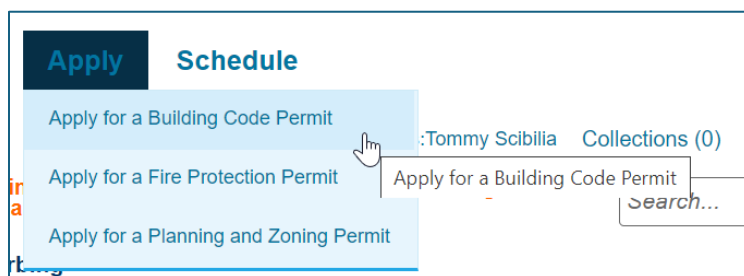 Apply Schedule
Apply for a Building Code Permit
:Tommy Scibilia Collections (0)
Apply for a Fire Protection Permit
Apply for a Building Code Permit
Search...
Apply for a Planning and Zoning Permit